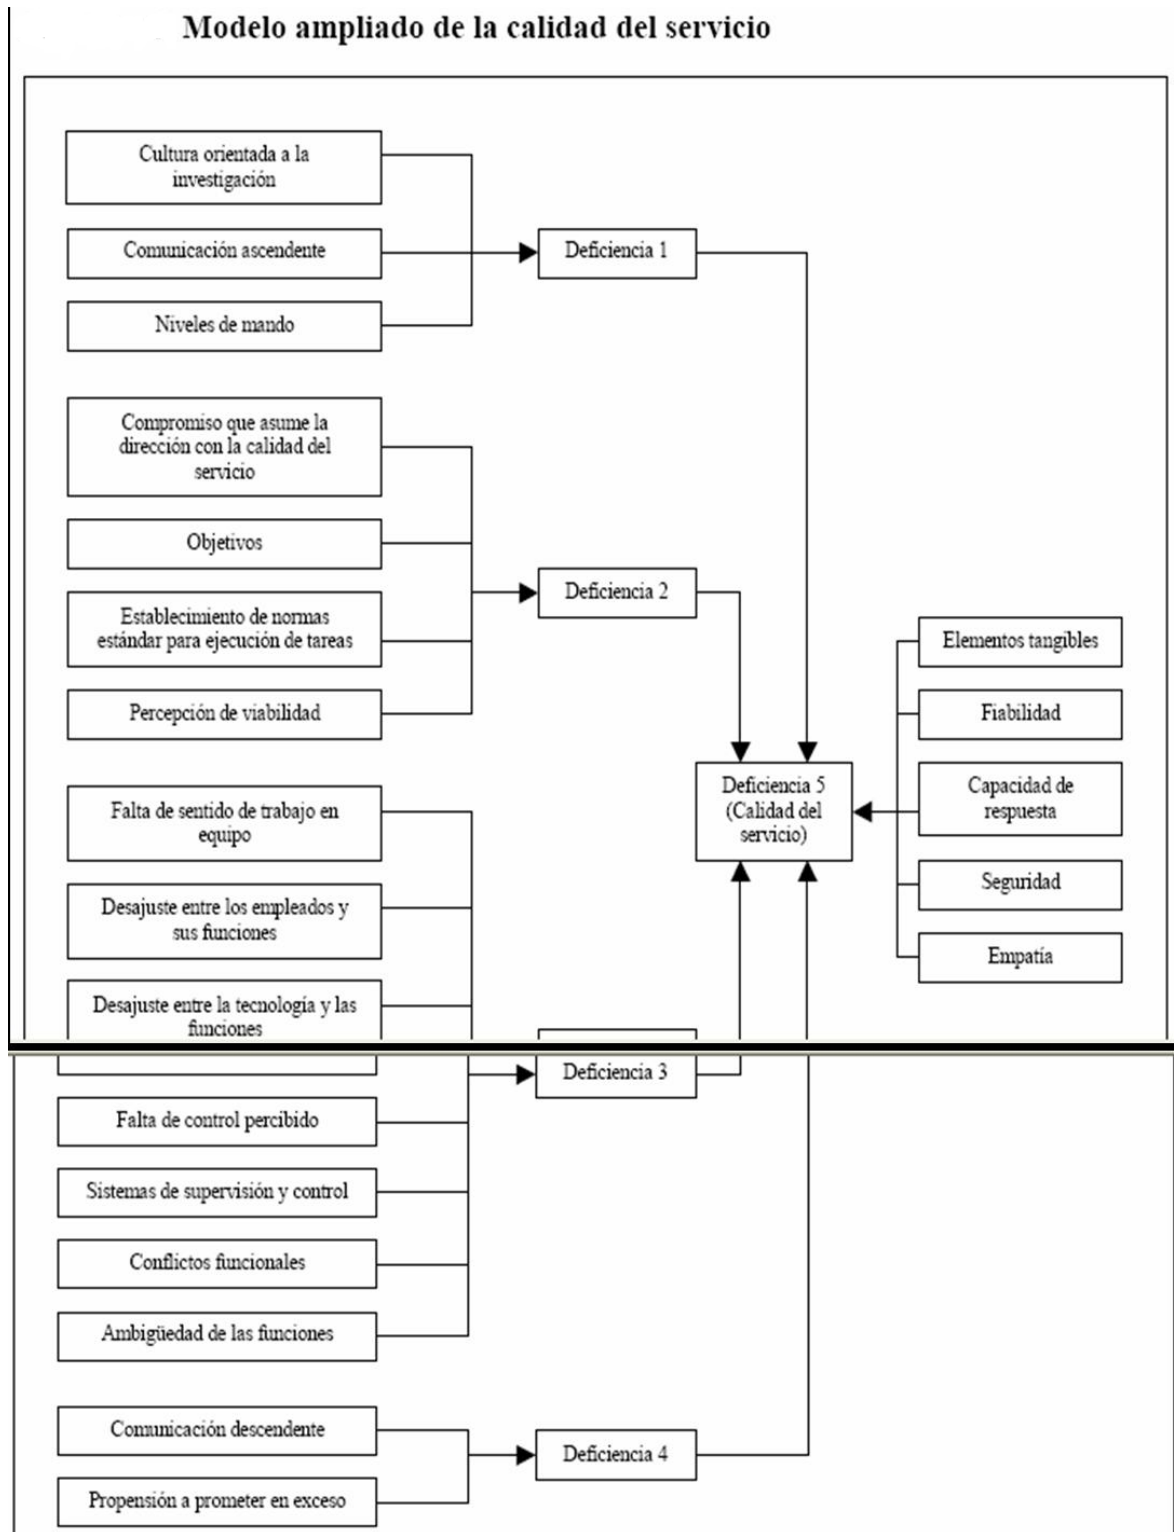 Modelo ampliado de la calidad del servicio
Cultura orientada a la
investigación
Comunicación ascendente
Niveles de mando
Deficiencia 1
Compromiso que asume la
dirección con la calidad del
servicio
Objetivos
Establecimiento de normas
estándar para ejecución de tareas
Percepción de viabilidad
Deficiencia 2
Falta de sentido de trabajo en
equipo
Desajuste entre los empleados y
sus funciones
Desajuste entre la tecnología y las
funciones
Falta de control percibido
Sistemas de supervisión y control
Conflictos funcionales
Ambigüedad de las funciones
Deficiencia 3
Comunicación descendente
Propensión a prometer en exceso
Deficiencia 4
Deficiencia 5
(Calidad del
servicio)
Elementos tangibles
Fiabilidad
Capacidad de
respuesta
Seguridad
Empatía